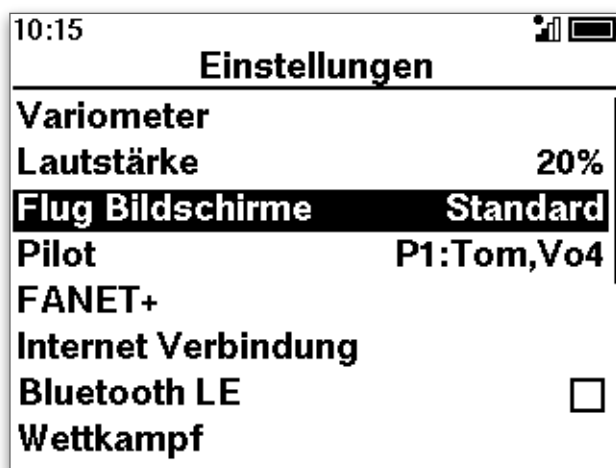 10:15
Einstellungen
Variometer
Lautstärke 20%
Flug Bildschirme Standard
Pilot P1:Tom,Vo4
FANET+
Internet Verbindung
Bluetooth LE
Wettkampf